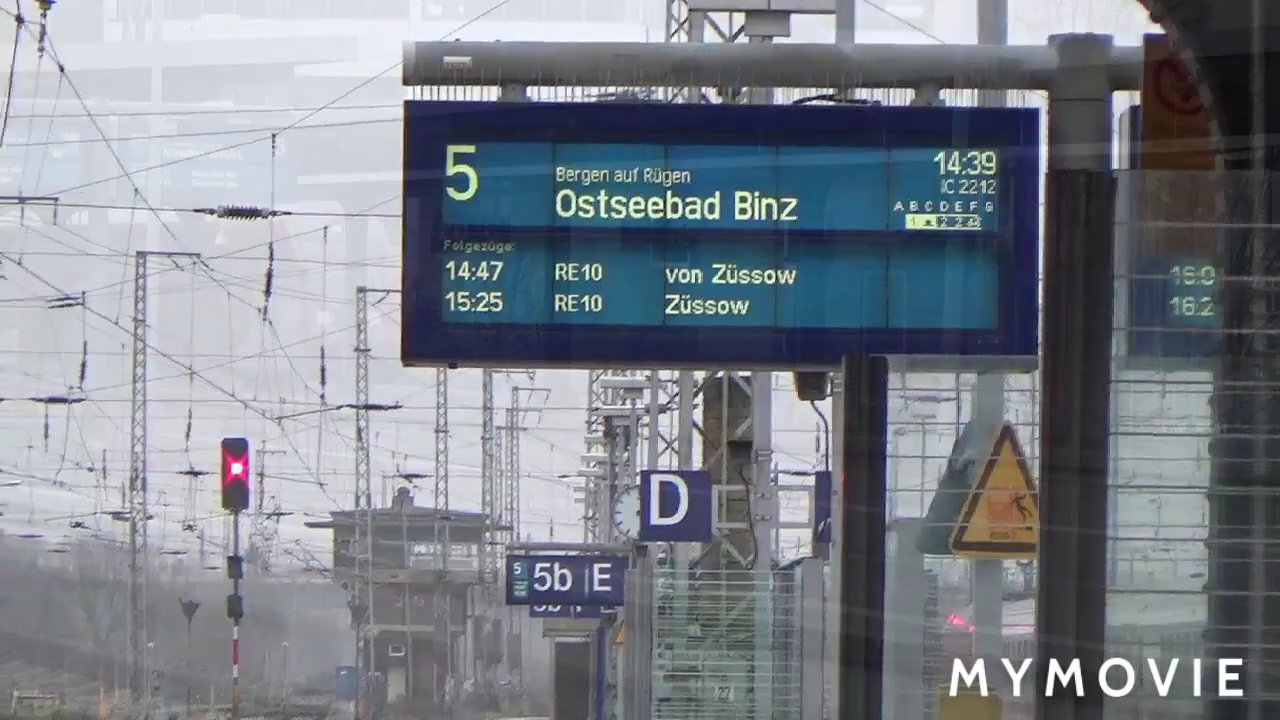 5
Bergen auf Rügen
Ostseebad Binz
14:39
IC 2212
A B C D E F G
Folgezüge:
14:47 RE10 von Züssow
15:25 RE10 Züssow
D
5
5b E
5b
MYMOVIE